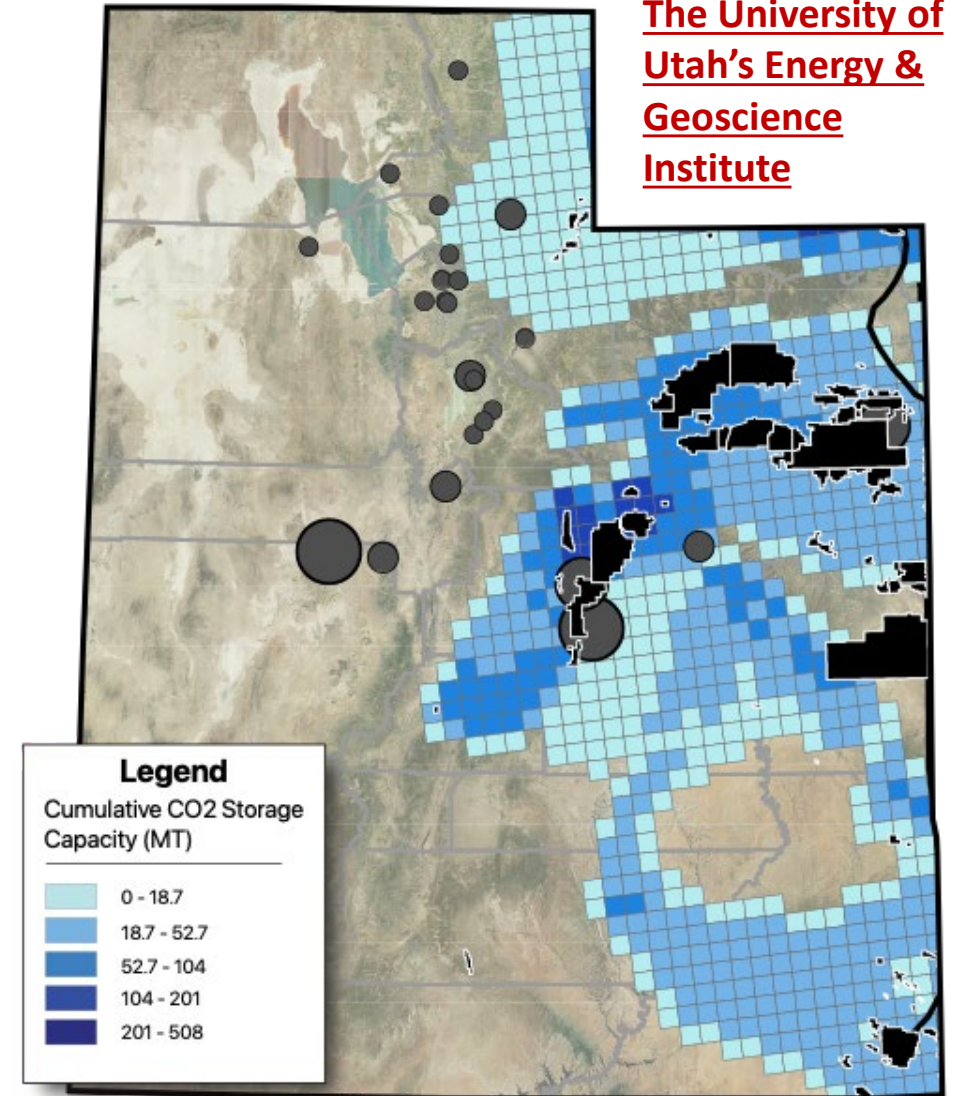 The University of
Utah’s Energy &
Geoscience
Institute
Legend
Cumulative CO2 Storage
Capacity (MT)
0 - 18.7
18.7 - 52.7
52.7 - 104
104 - 201
201 - 508